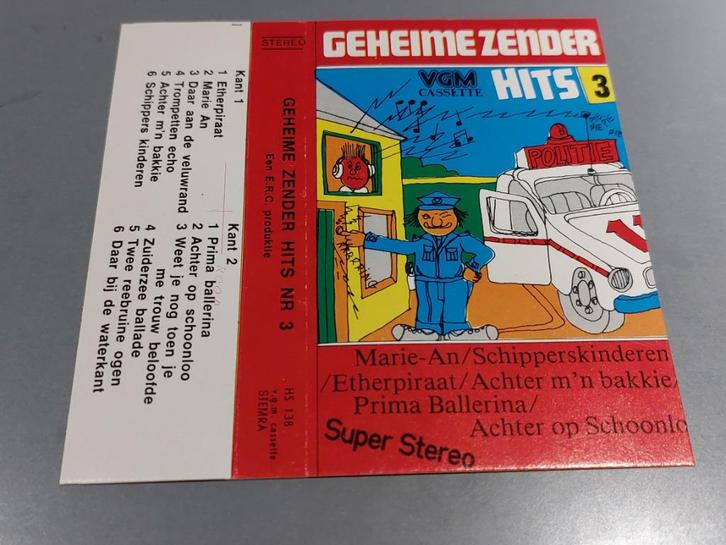 GEHEIME ZENDER
HITS 3
VGM
CASSETTE
PIE
POLITIE
Marie-An/Schipperskinderen
/Etherpiraat/Achter m'n bakkie/
Prima Ballerina/
Achter op Schoonlo
Super Stereo
STEREO
GEHEIME ZENDER HITS NR 3
Een E.R.C. produktie
HS 138
v.g.m. cassette
STEMRA
Kant 1
1 Etherpiraat
2 Marie An
3 Daar aan de veluwrand
4 Trompetten echo
5 Achter m'n bakkie
6 Schippers kinderen
Kant 2
1 Prima ballerina
2 Achter op schoonloo
3 Weet je nog toen je
me trouw beloofde
4 Zuiderzee ballade
5 Twee reebruine ogen
6 Daar bij de waterkant